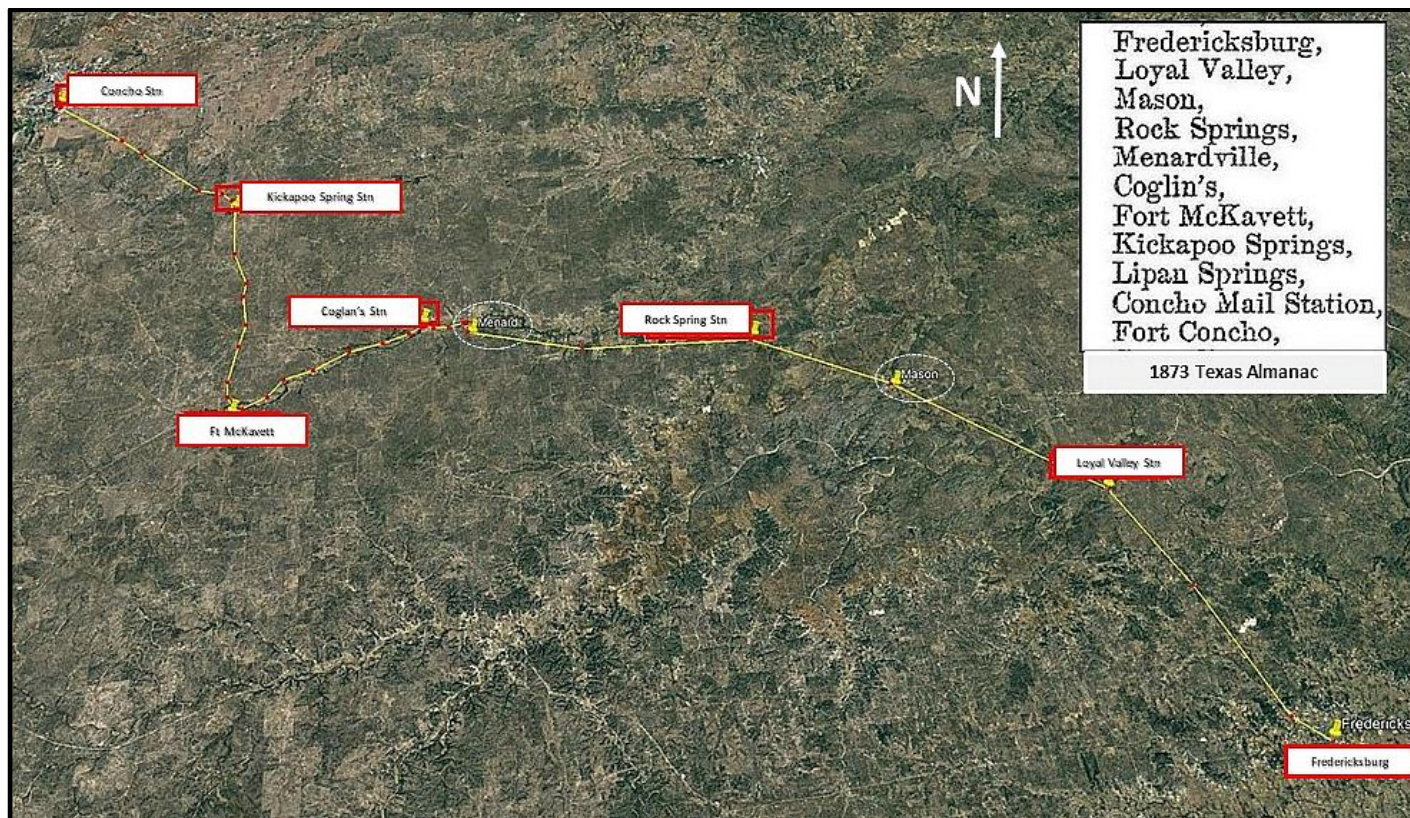 Concho Stn
Kickapoo Spring Stn
Coglan's Stn
Menard
Rock Spring Stn
Mason
Ft McKavett
Loyal Valley Stn
Fredericks
Fredericksburg
N
Fredericksburg,
Loyal Valley,
Mason,
Rock Springs,
Menardville,
Coglin's,
Fort McKavett,
Kickapoo Springs,
Lipan Springs,
Concho Mail Station,
Fort Concho,
1873 Texas Almanac